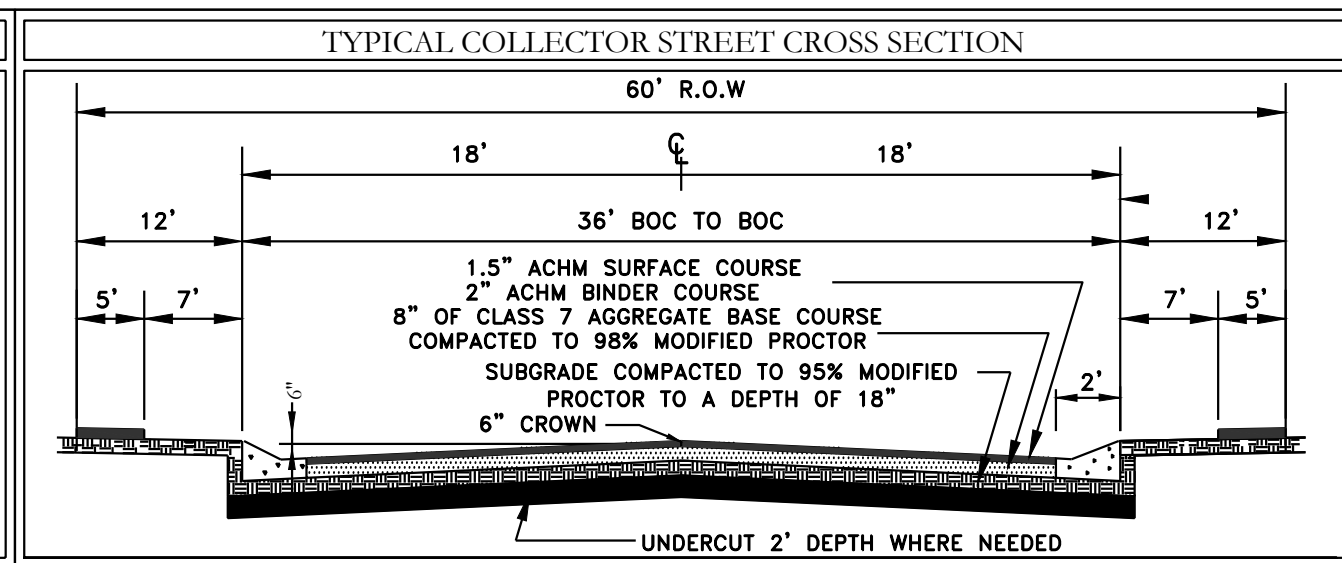 TYPICAL COLLECTOR STREET CROSS SECTION
60' R.O.W
18' ℄ 18'
12' 36' BOC TO BOC 12'
1.5" ACHM SURFACE COURSE
2" ACHM BINDER COURSE
5' 7' 7' 5'
8" OF CLASS 7 AGGREGATE BASE COURSE
COMPACTED TO 98% MODIFIED PROCTOR
SUBGRADE COMPACTED TO 95% MODIFIED
2'
6"
PROCTOR TO A DEPTH OF 18"
6" CROWN
UNDERCUT 2' DEPTH WHERE NEEDED